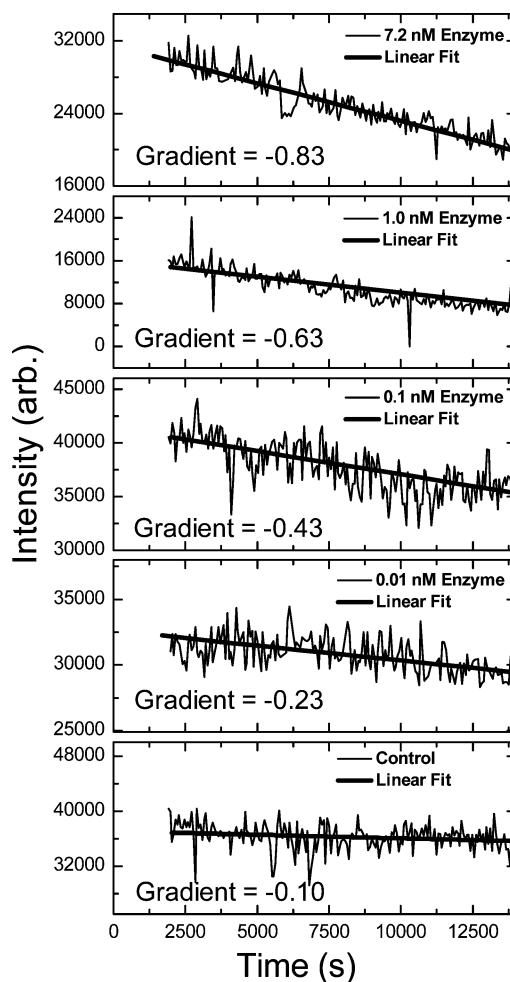 32000
24000
16000
7.2 nM Enzyme
Linear Fit
Gradient = -0.83
24000
16000
8000
0
1.0 nM Enzyme
Linear Fit
Gradient = -0.63
45000
40000
35000
30000
0.1 nM Enzyme
Linear Fit
Gradient = -0.43
35000
30000
25000
0.01 nM Enzyme
Linear Fit
Gradient = -0.23
48000
40000
32000
Control
Linear Fit
Gradient = -0.10
Intensity (arb.)
0 2500 5000 7500 10000 12500
Time (s)